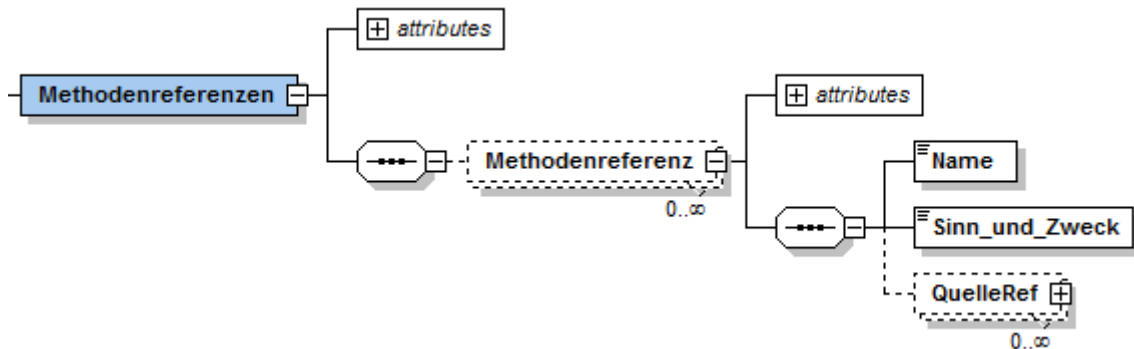 attributes
Methodenreferenzen
attributes
Methodenreferenz
0..∞
Name
Sinn_und_Zweck
QuelleRef
0..∞